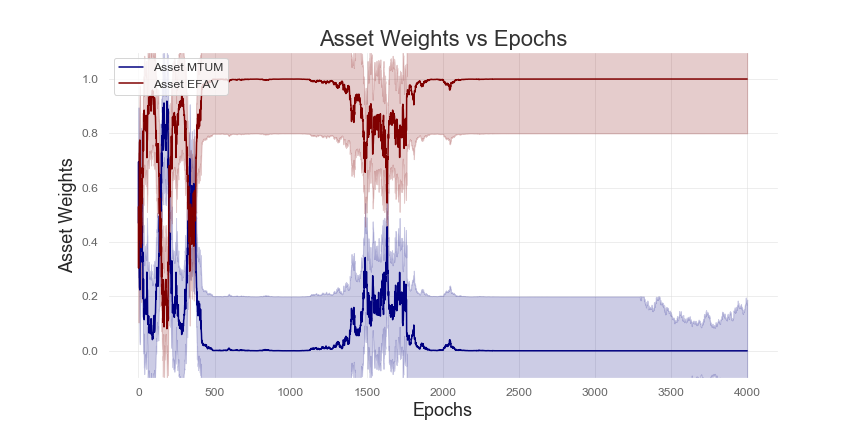 Asset Weights vs Epochs
Asset MTUM
Asset EFAV
1.0
0.8
0.6
0.4
0.2
0.0
Asset Weights
0 500 1000 1500 2000 2500 3000 3500 4000
Epochs